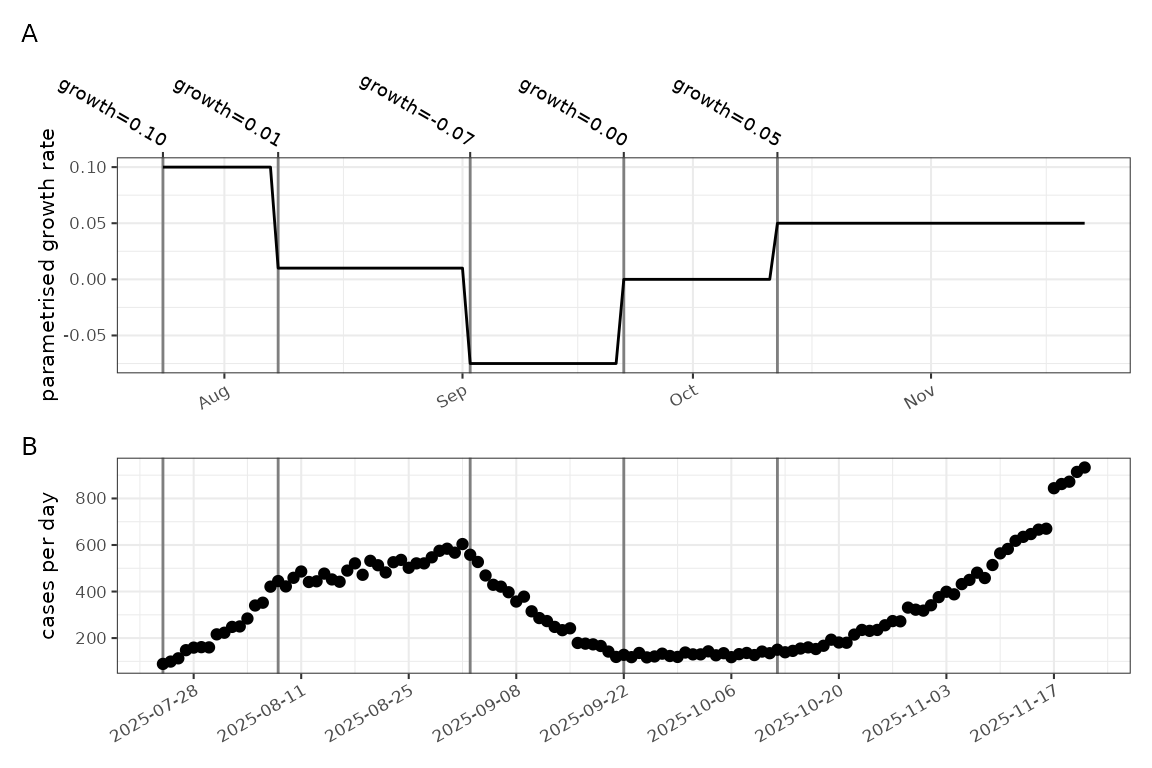 A
growth=0.10
growth=0.01
growth=-0.07
growth=0.00
growth=0.05
parametrised growth rate
0.10
0.05
0.00
-0.05
Aug
Sep
Oct
Nov
B
cases per day
800
600
400
200
2025-07-28
2025-08-11
2025-08-25
2025-09-08
2025-09-22
2025-10-06
2025-10-20
2025-11-03
2025-11-17